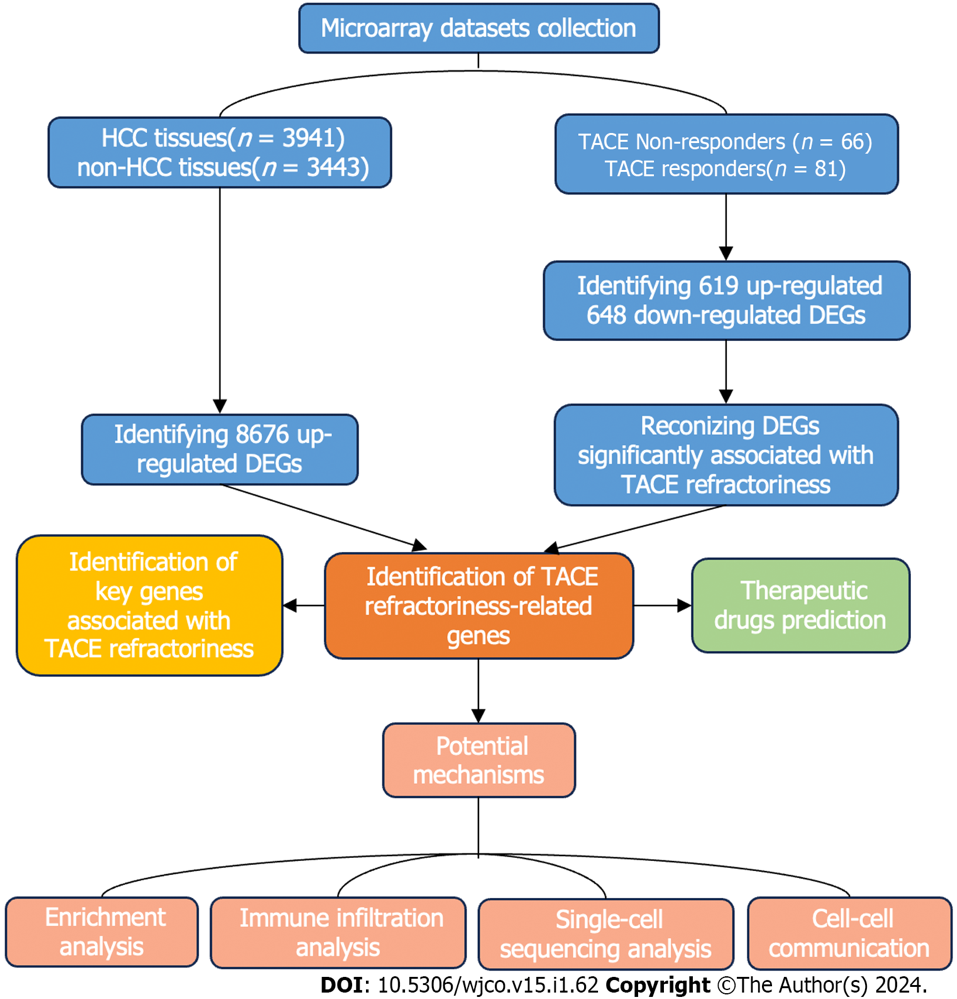 Microarray datasets collection
HCC tissues(n = 3941)
non-HCC tissues(n = 3443)
TACE Non-responders (n = 66)
TACE responders(n = 81)
Identifying 619 up-regulated
648 down-regulated DEGs
Identifying 8676 up-
regulated DEGs
Reconizing DEGs
significantly associated with
TACE refractoriness
Identification of
key genes
associated with
TACE refractoriness
Identification of TACE
refractoriness-related
genes
Therapeutic
drugs prediction
Potential
mechanisms
Enrichment
analysis
Immune infiltration
analysis
Single-cell
sequencing analysis
Cell-cell
communication
DOI: 10.5306/wjco.v15.i1.62 Copyright ©The Author(s) 2024.